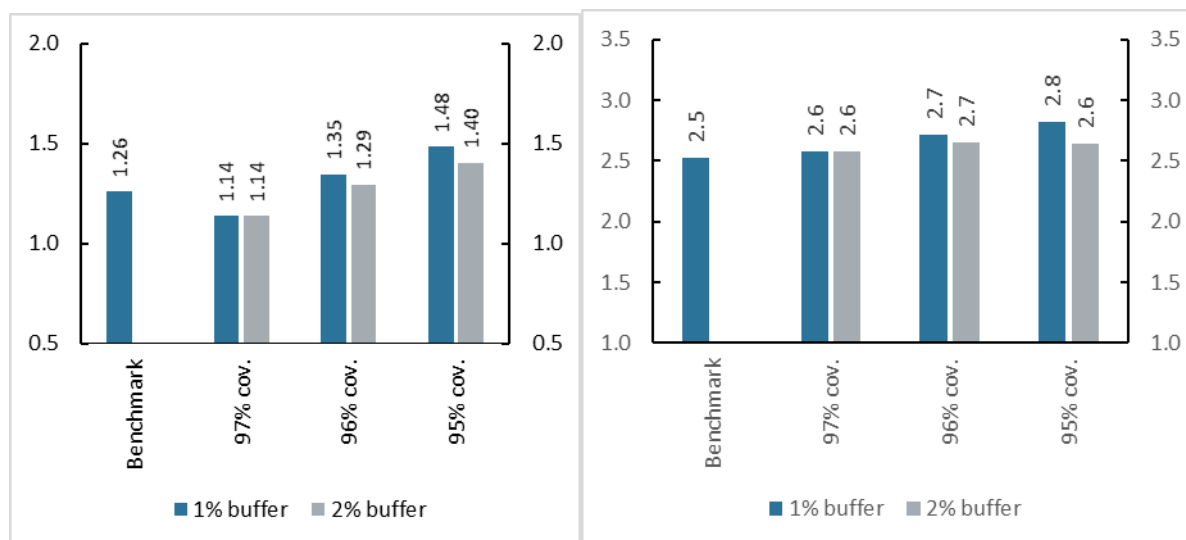 2.0 2.0
1.5 1.5
1.0 1.0
0.5 0.5
1.26
1.14
1.14
1.35
1.29
1.48
1.40
Benchmark
97% cov.
96% cov.
95% cov.
1% buffer 2% buffer
3.5 3.5
3.0 3.0
2.5 2.5
2.0 2.0
1.5 1.5
1.0 1.0
2.5
2.6
2.6
2.7
2.7
2.8
2.6
Benchmark
97% cov.
96% cov.
95% cov.
1% buffer 2% buffer